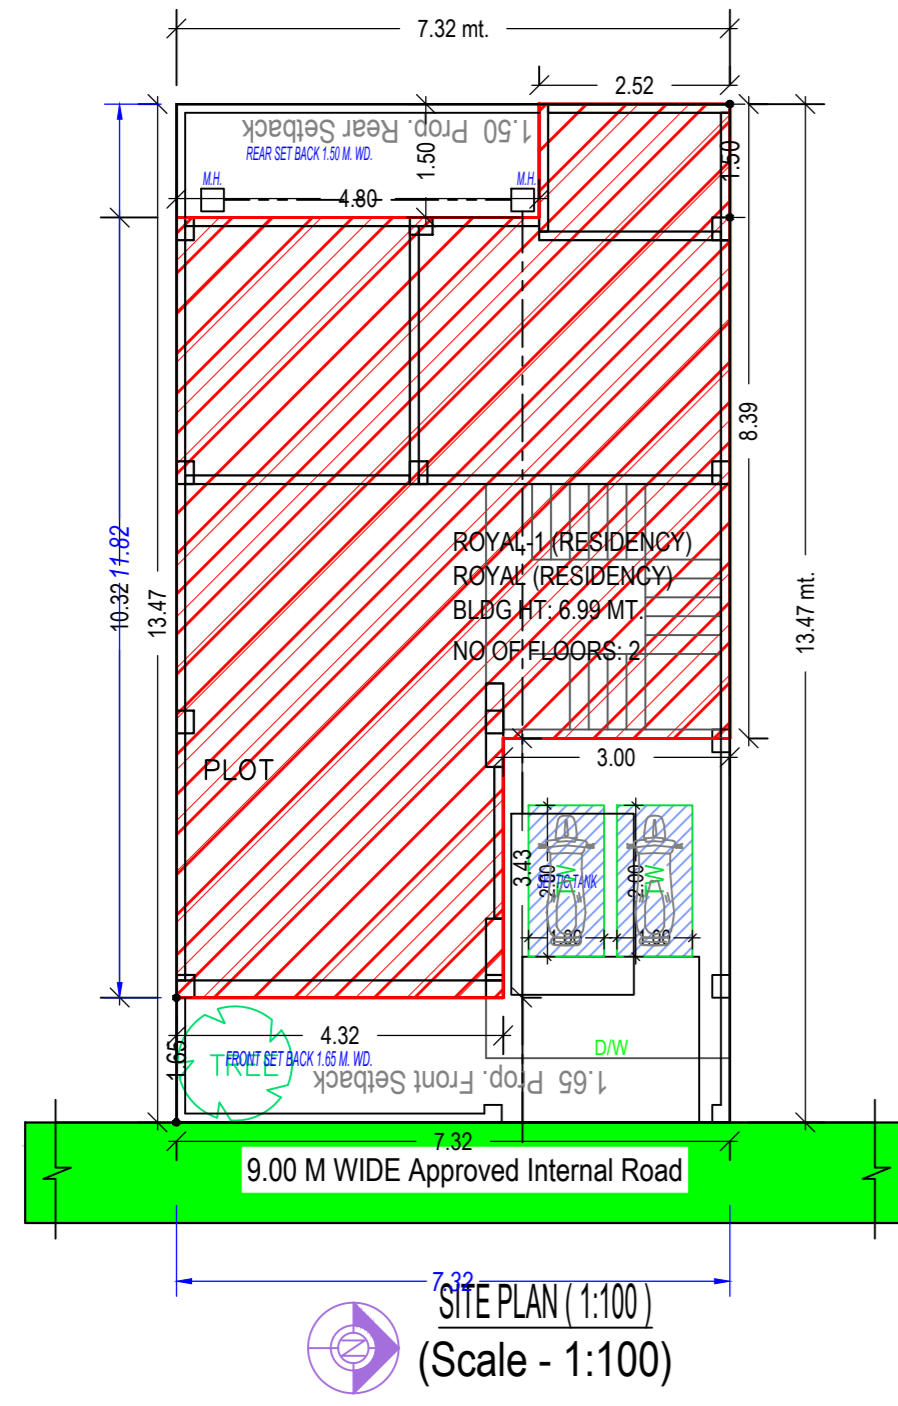 7.32 mt.
2.52
1.50 Prop. Rear Setback
REAR SET BACK 1.50 M. WD.
1.50
1.50
M.H.
M.H.
4.80
8.39
11.82
10.32
13.47
13.47 mt.
ROYAL-1 (RESIDENCY)
ROYAL (RESIDENCY)
BLDG HT: 6.99 MT.
NO OF FLOORS: 2
PLOT
3.00
3.43
2.00
2.00
TW
TW
SEPTIC TANK
1.00
1.00
4.32
1.65
TREE
FRONT SET BACK 1.65 M. WD.
D/W
1.65 Prop. Front Setback
7.32
9.00 M WIDE Approved Internal Road
7.32
SITE PLAN ( 1:100 )
(Scale - 1:100)
N